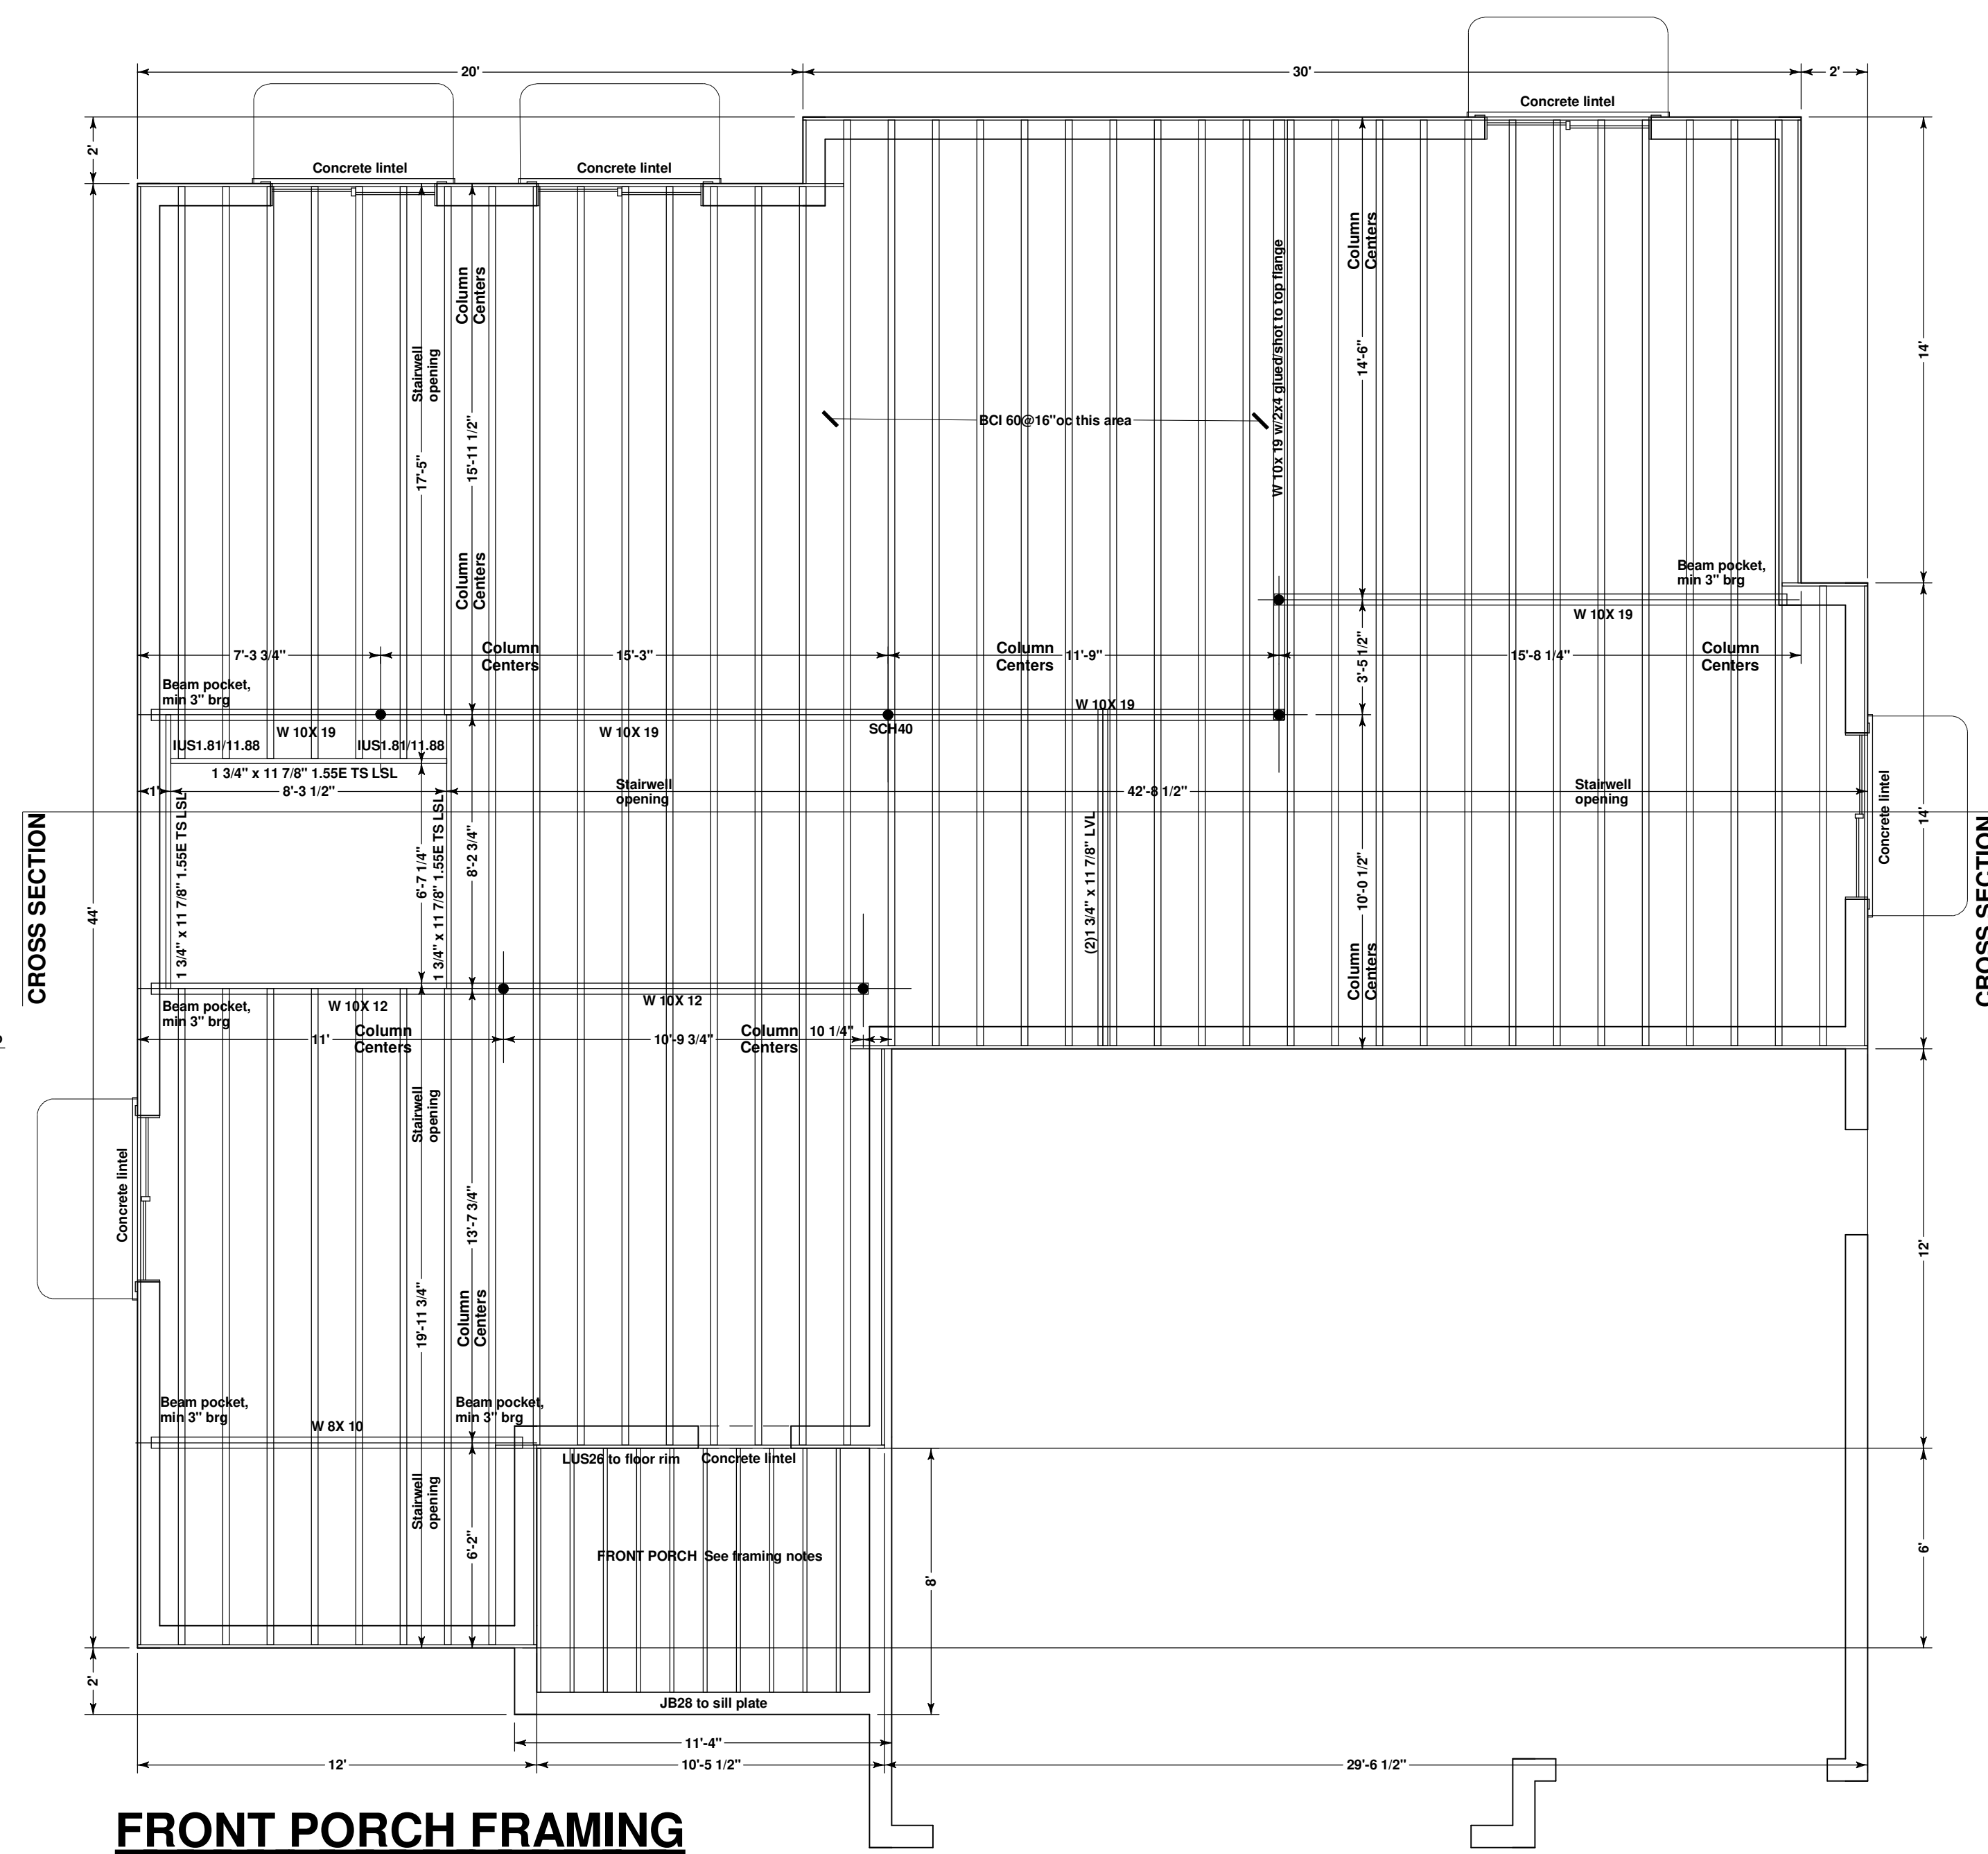 20'
30'
2'
Concrete lintel
2'
Concrete lintel
Concrete lintel
Column
Centers
Column
Centers
W 10x 19 w/2x4 glued/shot to top flange
Stairwell
opening
14'-6"
14'
BCI 60@16"oc this area
15'-11 1/2"
17'-5"
Column
Centers
Beam pocket,
min 3" brg
W 10X 19
7'-3 3/4"
Column
Centers
15'-3"
Column
Centers
11'-9"
3'-5 1/2"
15'-8 1/4"
Column
Centers
Beam pocket,
min 3" brg
W 10X 19
W 10X 19
W 10X 19
SCH40
IUS1.81/11.88
IUS1.81/11.88
1 3/4" x 11 7/8" 1.55E TS LSL
1'
8'-3 1/2"
Stairwell
opening
42'-8 1/2"
Stairwell
opening
CROSS SECTION
44'
1 3/4" x 11 7/8" 1.55E TS LSL
6'-7 1/4"
1 3/4" x 11 7/8" 1.55E TS LSL
8'-2 3/4"
(2)1 3/4" x 11 7/8" LVL
10'-0 1/2"
Column
Centers
Concrete lintel
14'
CROSS SECTION
Beam pocket,
min 3" brg
W 10X 12
W 10X 12
11'
Column
Centers
10'-9 3/4"
Column
Centers
10 1/4"
Stairwell
opening
Concrete lintel
13'-7 3/4"
12'
19'-11 3/4"
Column
Centers
Beam pocket,
min 3" brg
W 8X 10
Beam pocket,
min 3" brg
LUS26 to floor rim
Concrete lintel
Stairwell
opening
6'-2"
FRONT PORCH See framing notes
8'
6'
2'
JB28 to sill plate
11'-4"
12'
10'-5 1/2"
29'-6 1/2"
FRONT PORCH FRAMING